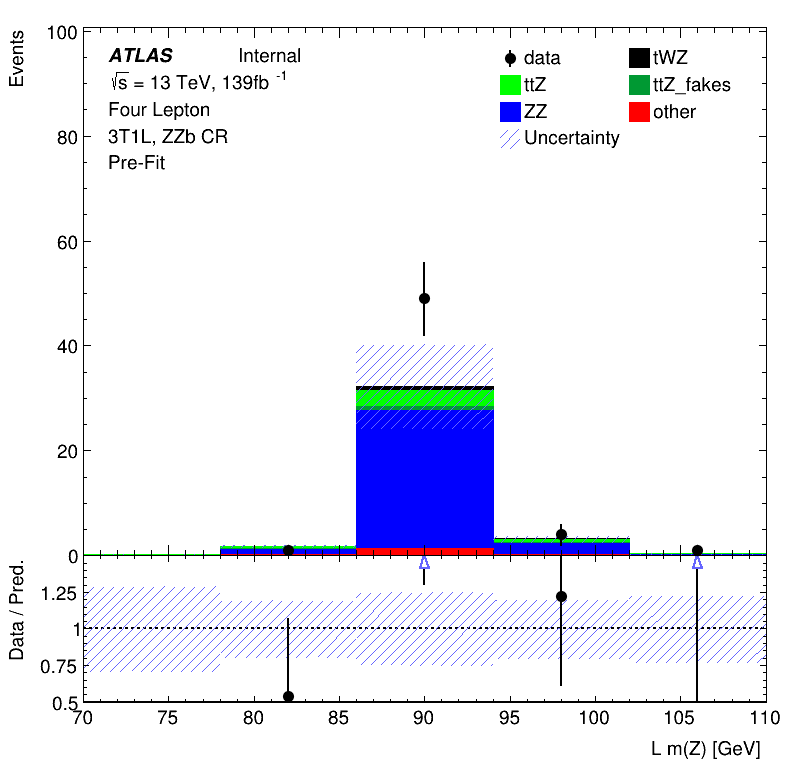 Events
100
80
60
40
20
0
ATLAS Internal
√s = 13 TeV, 139fb -1
Four Lepton
3T1L, ZZb CR
Pre-Fit
data
tWZ
ttZ
ttZ_fakes
ZZ
other
Uncertainty
Data / Pred.
1.25
1
0.75
0.5
70 75 80 85 90 95 100 105 110
L m(Z) [GeV]